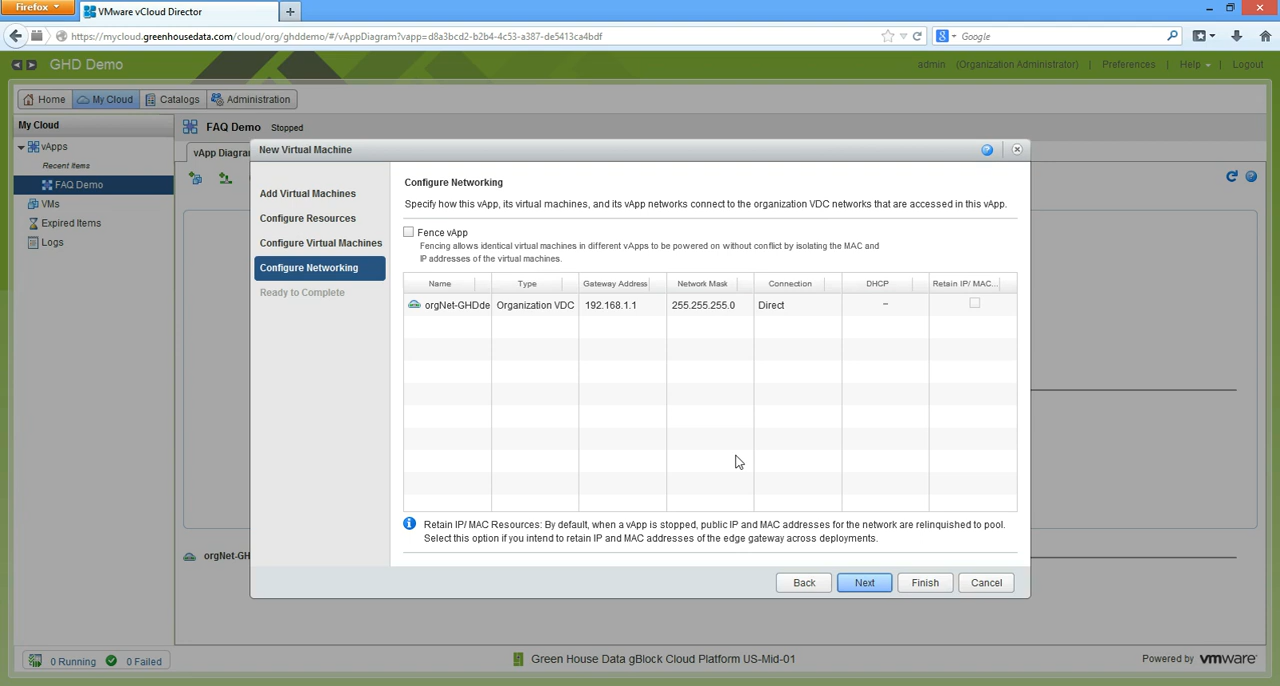 Firefox
VMware vCloud Director
https://mycloud.greenhousedata.com/cloud/org/ghddemo/#/vAppDiagram?vapp=d8a3bcd2-b2b4-4c53-a387-de5413ca4bdf
Google
GHD Demo
admin (Organization Administrator) | Preferences | Help | Logout
Home
My Cloud
Catalogs
Administration
My Cloud
FAQ Demo Stopped
vApps
Recent Items
FAQ Demo
VMs
Expired Items
Logs
vApp Diagra
New Virtual Machine
Add Virtual Machines
Configure Resources
Configure Virtual Machines
Configure Networking
Ready to Complete
Configure Networking
Specify how this vApp, its virtual machines, and its vApp networks connect to the organization VDC networks that are accessed in this vApp.
Fence vApp
Fencing allows identical virtual machines in different vApps to be powered on without conflict by isolating the MAC and
IP addresses of the virtual machines.
Name Type Gateway Address Network Mask Connection DHCP Retain IP/ MAC...
orgNet-GHDde Organization VDC 192.168.1.1 255.255.255.0 Direct –
Retain IP/ MAC Resources: By default, when a vApp is stopped, public IP and MAC addresses for the network are relinquished to pool.
Select this option if you intend to retain IP and MAC addresses of the edge gateway across deployments.
orgNet-GH
Back Next Finish Cancel
0 Running 0 Failed
Green House Data gBlock Cloud Platform US-Mid-01
Powered by vmware